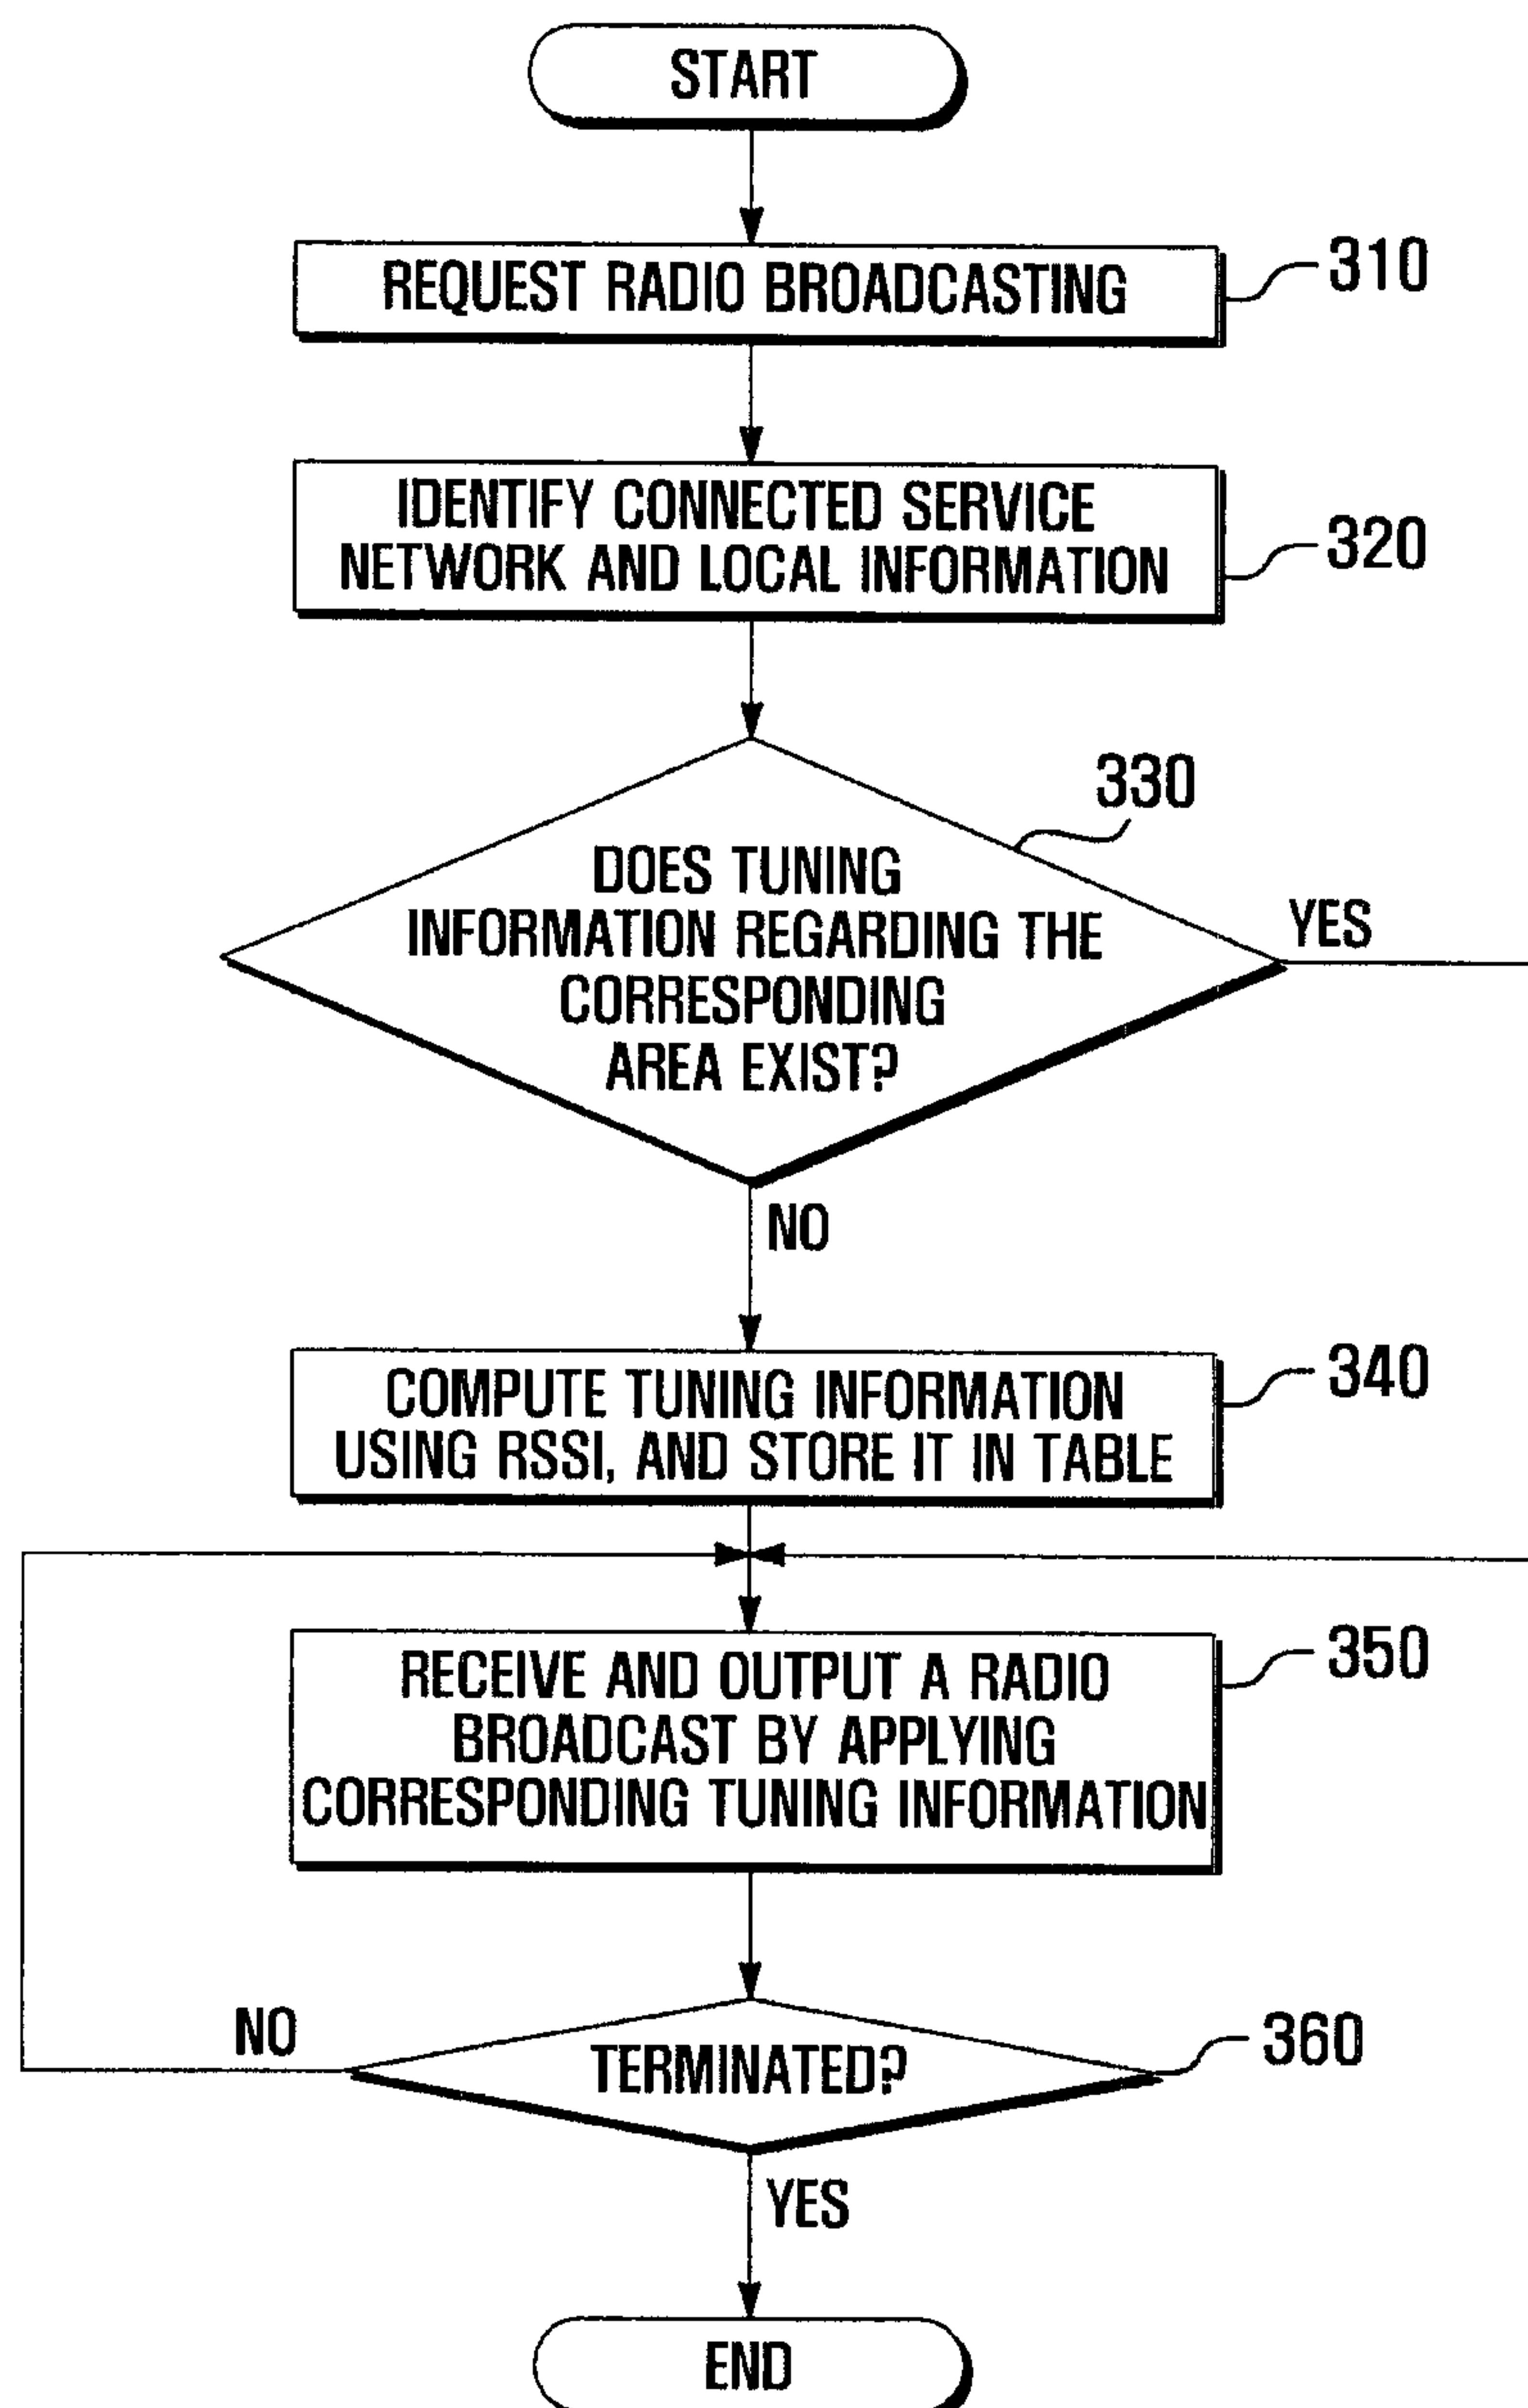 START
REQUEST RADIO BROADCASTING
310
IDENTIFY CONNECTED SERVICE
NETWORK AND LOCAL INFORMATION
320
330
DOES TUNING
INFORMATION REGARDING THE
CORRESPONDING
AREA EXIST?
YES
NO
COMPUTE TUNING INFORMATION
USING RSSI, AND STORE IT IN TABLE
340
RECEIVE AND OUTPUT A RADIO
BROADCAST BY APPLYING
CORRESPONDING TUNING INFORMATION
350
NO
TERMINATED?
360
YES
END